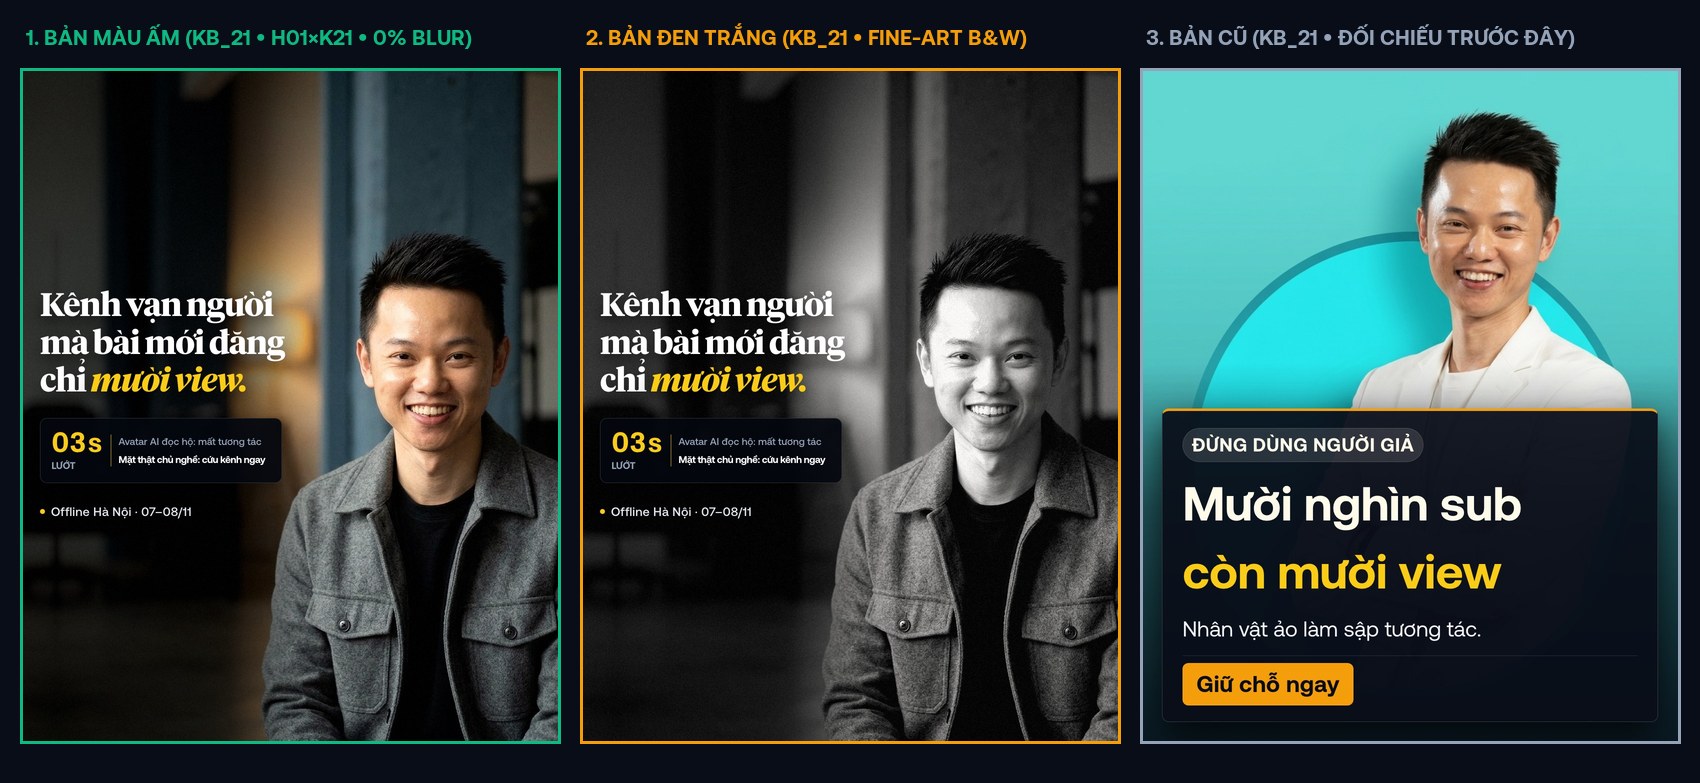 1. BẢN MÀU ẤM (KB_21 • H01×K21 • 0% BLUR)
Kênh vạn người
mà bài mới đăng
chỉ mười view.
03s
LƯỚT
Avatar AI đọc hộ: mất tương tác
Mặt thật chủ nghề: cứu kênh ngay
• Offline Hà Nội · 07–08/11
2. BẢN ĐEN TRẮNG (KB_21 • FINE-ART B&W)
Kênh vạn người
mà bài mới đăng
chỉ mười view.
03s
LƯỚT
Avatar AI đọc hộ: mất tương tác
Mặt thật chủ nghề: cứu kênh ngay
• Offline Hà Nội · 07–08/11
3. BẢN CŨ (KB_21 • ĐỐI CHIẾU TRƯỚC ĐÂY)
ĐỪNG DÙNG NGƯỜI GIẢ
Mười nghìn sub
còn mười view
Nhân vật ảo làm sập tương tác.
Giữ chỗ ngay